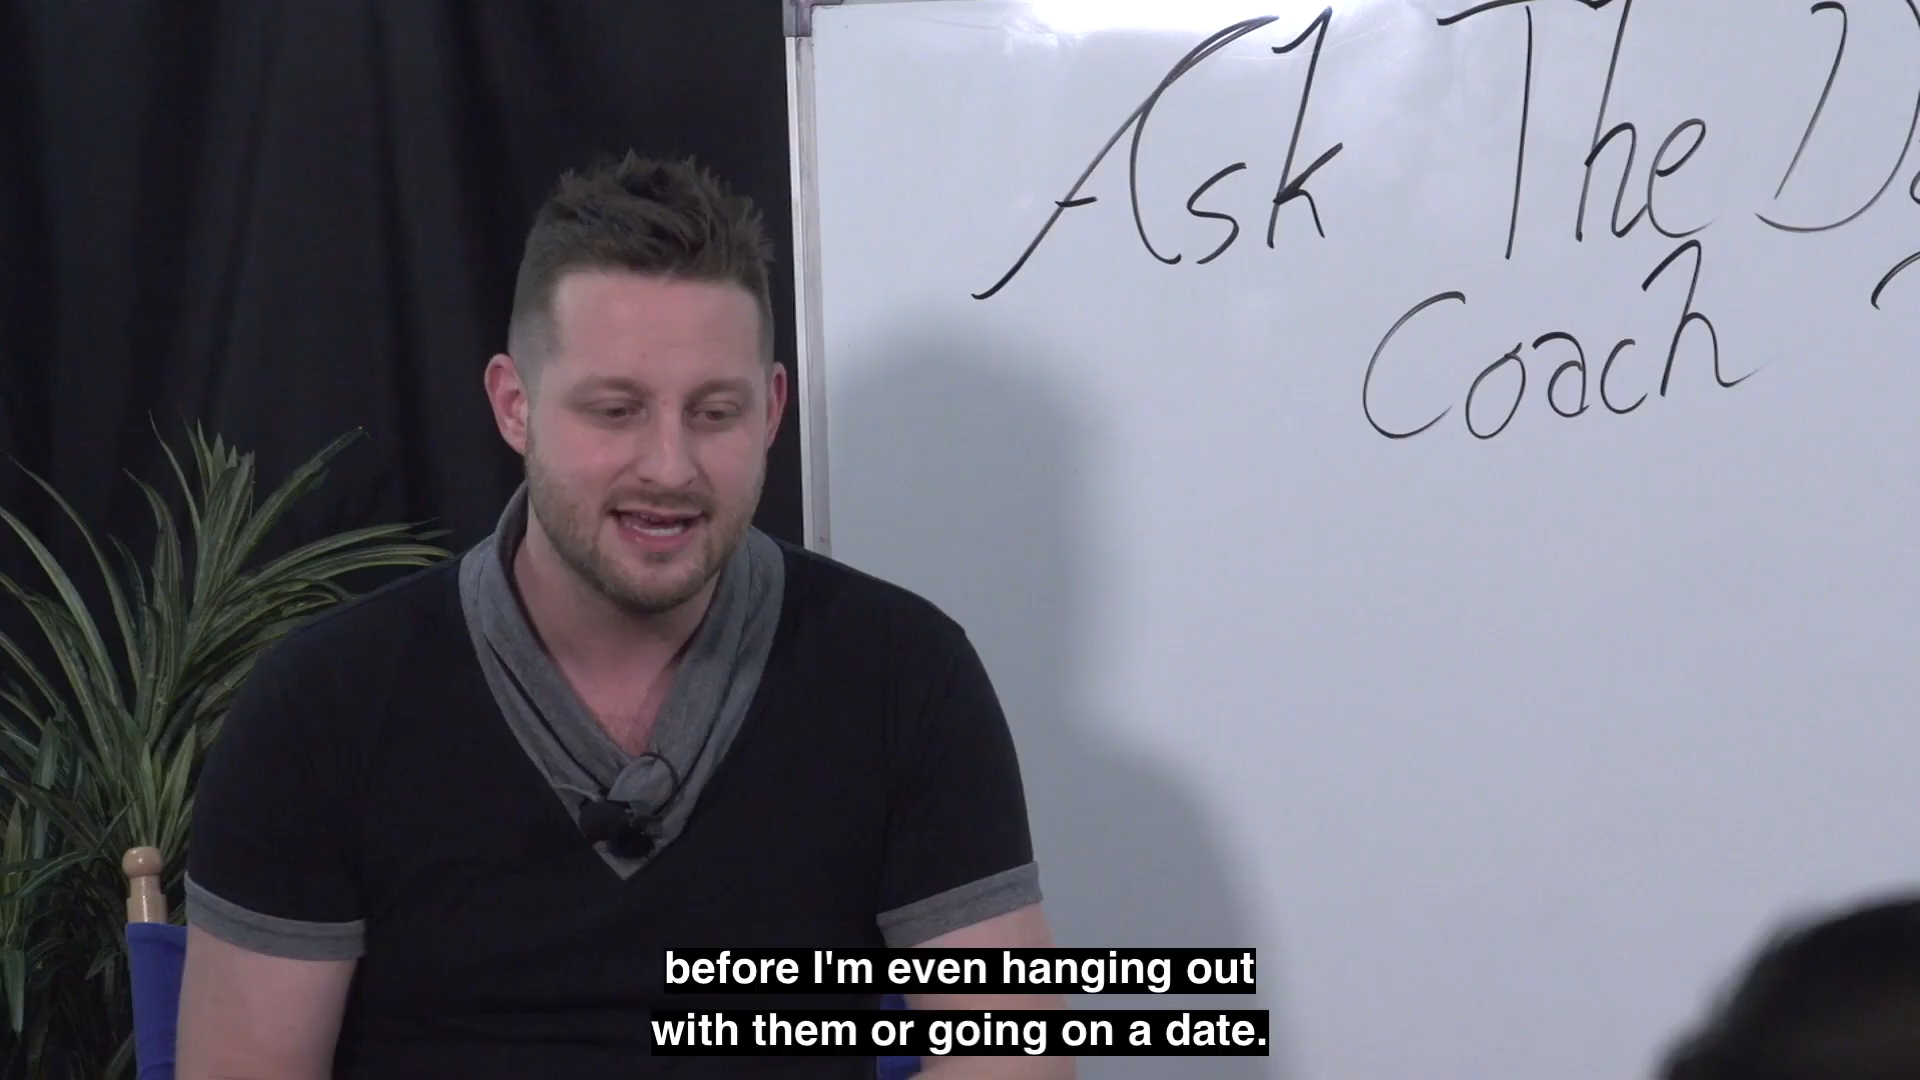 Ask The
Coach
before I'm even hanging out
with them or going on a date.